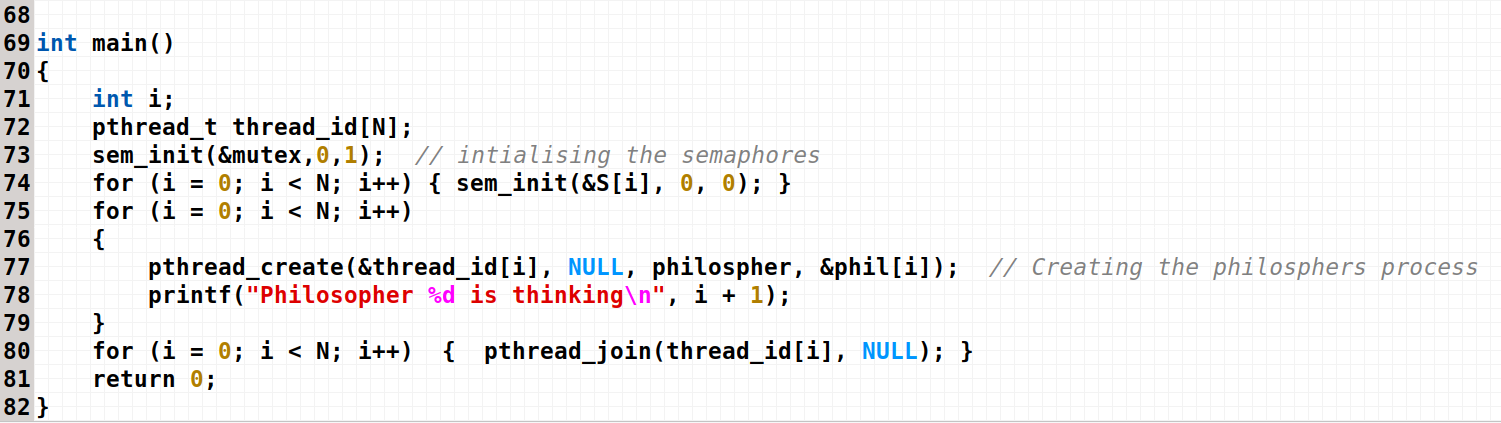 68
69 int main()
70 {
71     int i;
72     pthread_t thread_id[N];
73     sem_init(&mutex,0,1);  // intialising the semaphores
74     for (i = 0; i < N; i++) { sem_init(&S[i], 0, 0); }
75     for (i = 0; i < N; i++)
76     {
77         pthread_create(&thread_id[i], NULL, philospher, &phil[i]);  // Creating the philosphers process
78         printf("Philosopher %d is thinking\n", i + 1);
79     }
80     for (i = 0; i < N; i++)  {  pthread_join(thread_id[i], NULL); }
81     return 0;
82 }